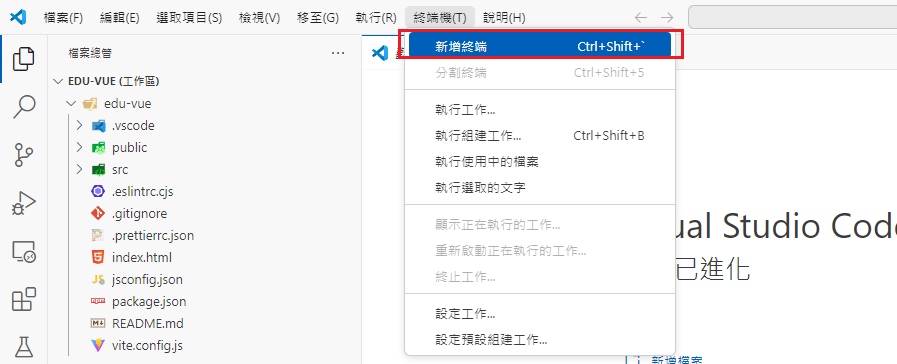 檔案(F) 編輯(E) 選取項目(S) 檢視(V) 移至(G) 執行(R) 終端機(T) 說明(H)
檔案總管
EDU-VUE (工作區)
edu-vue
.vscode
public
src
.eslintrc.cjs
.gitignore
.prettierrc.json
index.html
jsconfig.json
package.json
README.md
vite.config.js
新增終端 Ctrl+Shift+`
分割終端 Ctrl+Shift+5
執行工作...
執行組建工作... Ctrl+Shift+B
執行使用中的檔案
執行選取的文字
顯示正在執行的工作...
重新啟動正在執行的工作...
終止工作...
設定工作...
設定預設組建工作...
ual Studio Cod
已進化
新增檔案